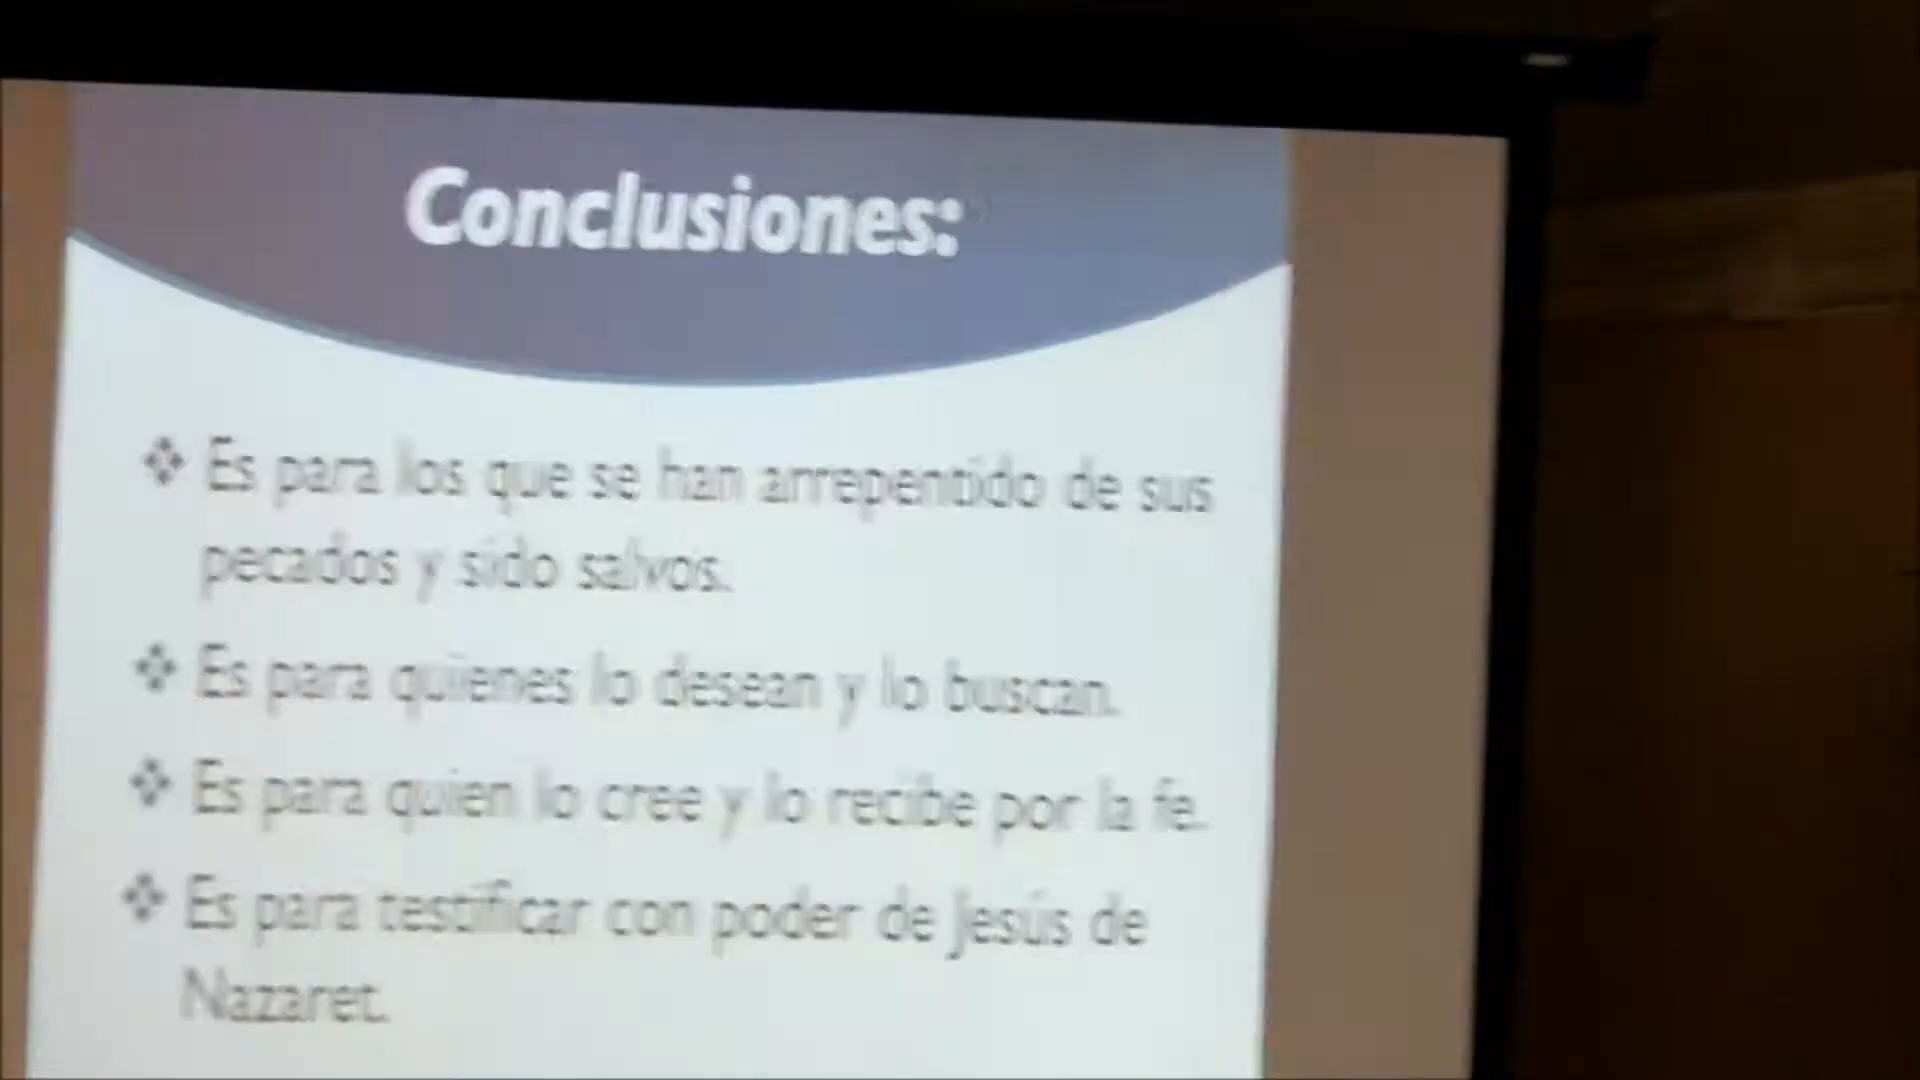 Conclusiones:
❖ Es para los que se han arrepentido de sus
pecados y sido salvos.
❖ Es para quienes lo desean y lo buscan.
❖ Es para quien lo cree y lo recibe por la fe.
❖ Es para testificar con poder de Jesús de
Nazaret.